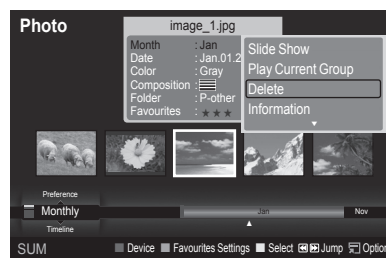 Photo
image_1.jpg
Month : Jan
Date : Jan.01.2
Color : Gray
Composition :
Folder : P-other
Favourites : ★ ★ ★
Slide Show
Play Current Group
Delete
Information
Preference
Monthly
Timeline
Jan
Nov
SUM
Device
Favourites Settings
Select
Jump
Option